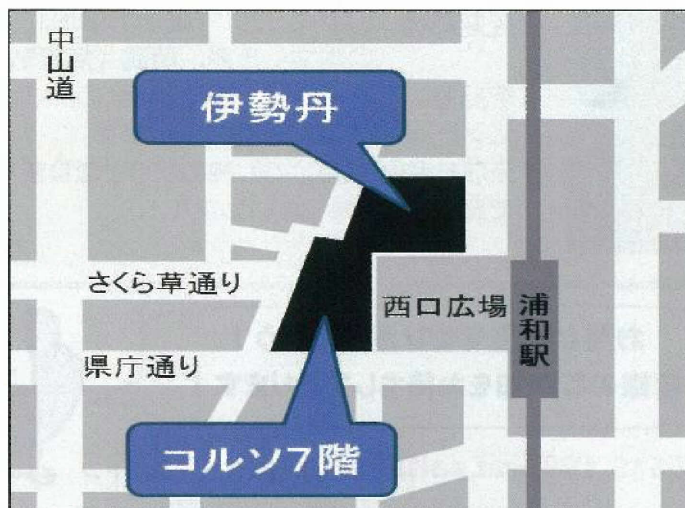 中山道
伊勢丹
さくら草通り
西口広場
浦和駅
県庁通り
コルソ7階